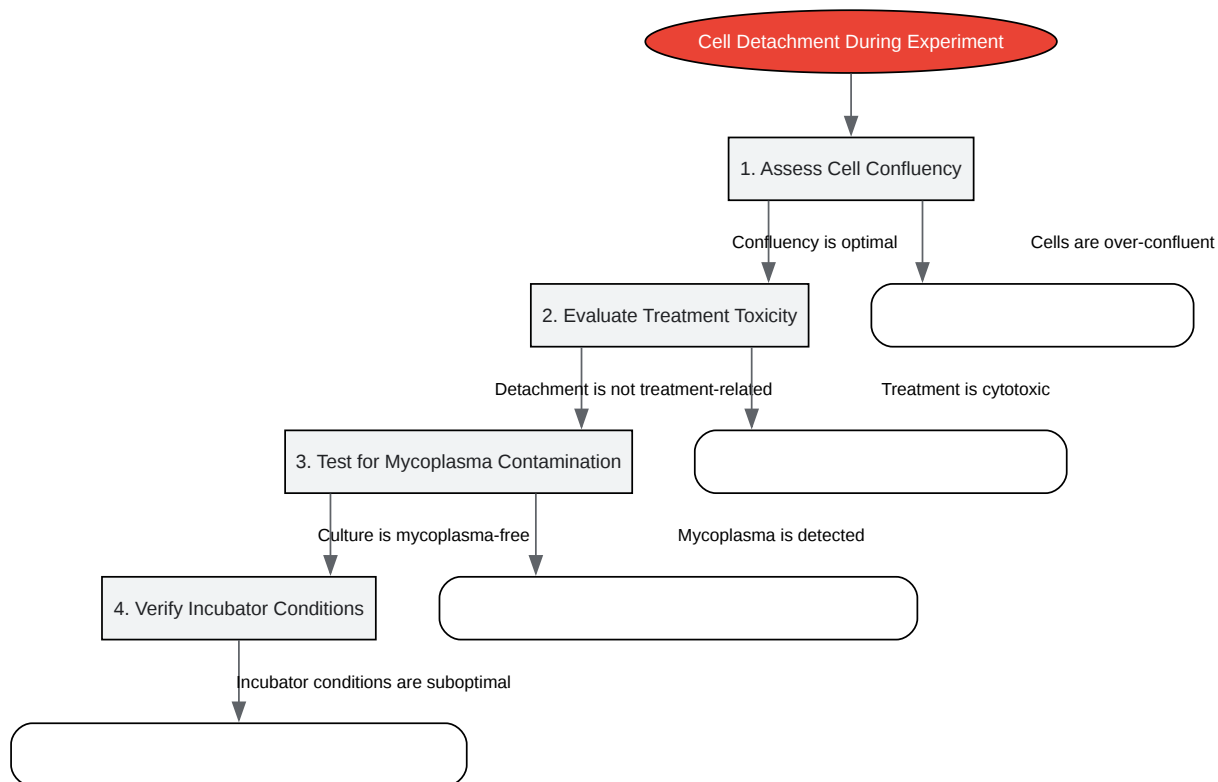 Cell Detachment During Experiment
1. Assess Cell Confluency
Confluency is optimal
Cells are over-confluent
2. Evaluate Treatment Toxicity
Detachment is not treatment-related
Treatment is cytotoxic
3. Test for Mycoplasma Contamination
Culture is mycoplasma-free
Mycoplasma is detected
4. Verify Incubator Conditions
Incubator conditions are suboptimal